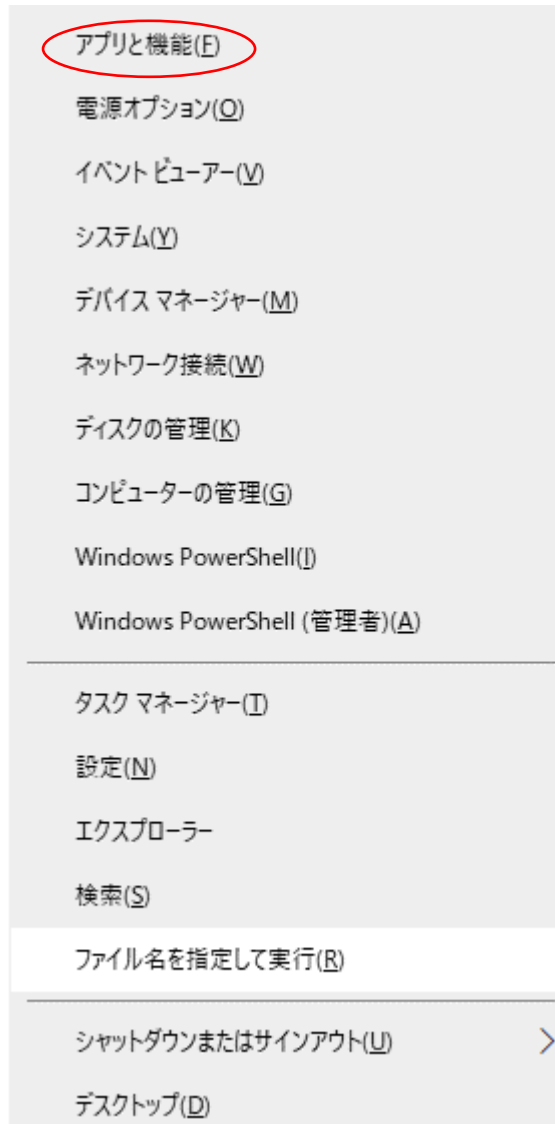 アプリと機能(F)
電源オプション(O)
イベント ビューアー(V)
システム(Y)
デバイス マネージャー(M)
ネットワーク接続(W)
ディスクの管理(K)
コンピューターの管理(G)
Windows PowerShell(I)
Windows PowerShell (管理者)(A)
タスク マネージャー(T)
設定(N)
エクスプローラー
検索(S)
ファイル名を指定して実行(R)
シャットダウンまたはサインアウト(U)
デスクトップ(D)